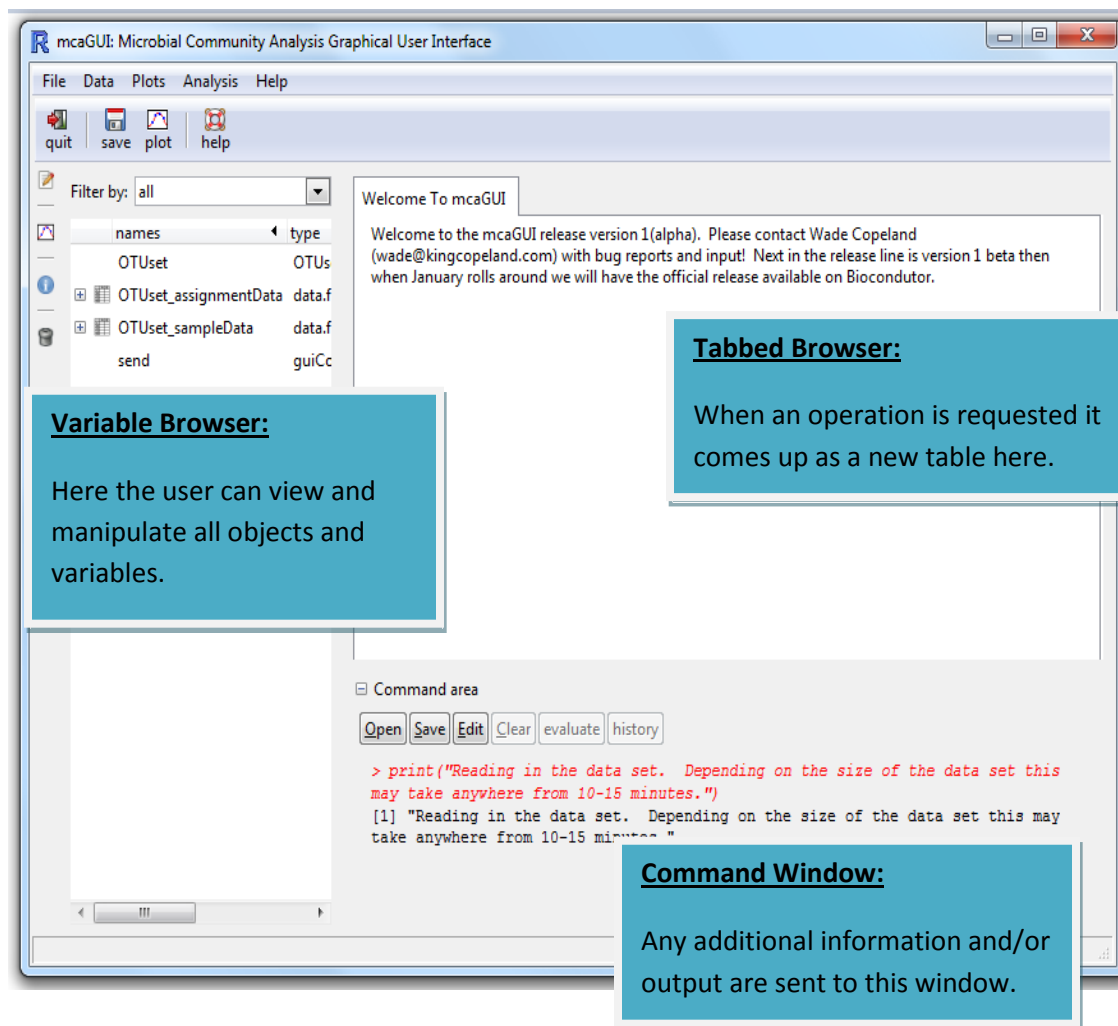 mcaGUI: Microbial Community Analysis Graphical User Interface
File Data Plots Analysis Help
quit save plot help
Filter by: all
names type
OTUset OTUs
OTUset_assignmentData data.f
OTUset_sampleData data.f
send guiCo
Welcome To mcaGUI
Welcome to the mcaGUI release version 1(alpha). Please contact Wade Copeland
(wade@kingcopeland.com) with bug reports and input! Next in the release line is version 1 beta then
when January rolls around we will have the official release available on Biocondutor.
Tabbed Browser:
When an operation is requested it
comes up as a new table here.
Variable Browser:
Here the user can view and
manipulate all objects and
variables.
Command area
Open Save Edit Clear evaluate history
> print("Reading in the data set. Depending on the size of the data set this
may take anywhere from 10-15 minutes.")
[1] "Reading in the data set. Depending on the size of the data set this may
take anywhere from 10-15 minutes."
Command Window:
Any additional information and/or
output are sent to this window.